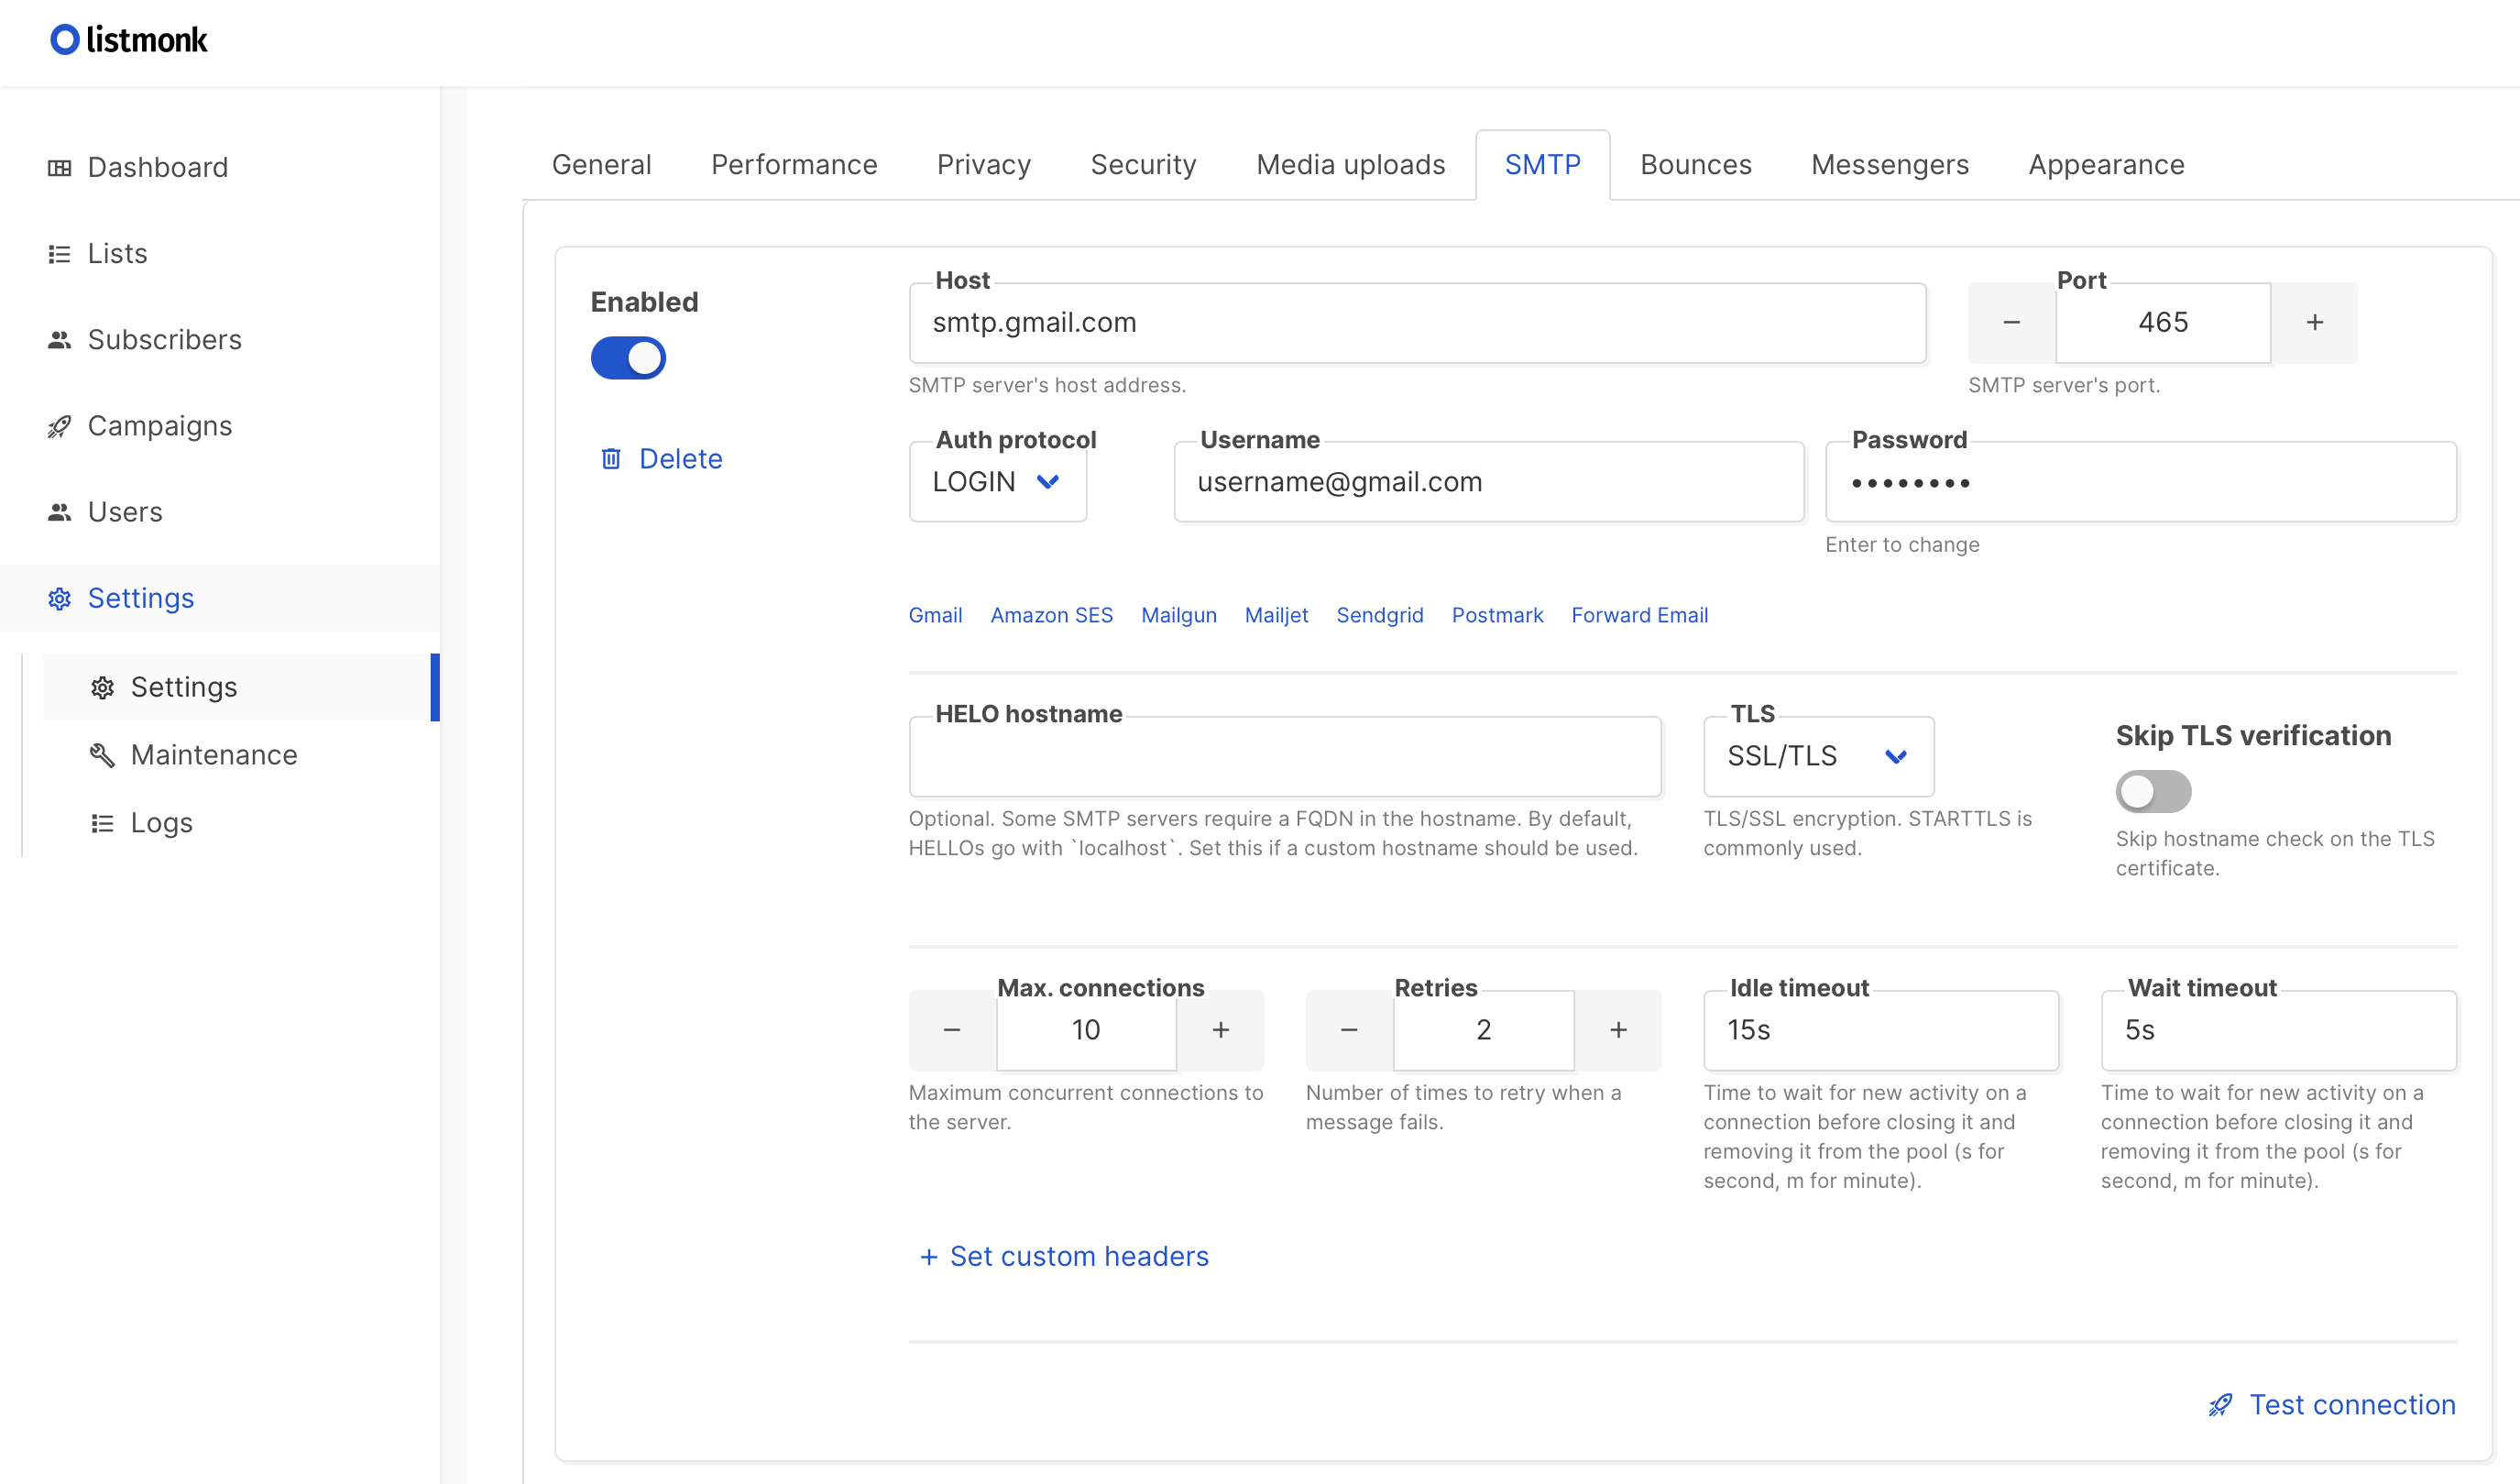 listmonk
Dashboard
Lists
Subscribers
Campaigns
Users
Settings
Settings
Maintenance
Logs
General Performance Privacy Security Media uploads SMTP Bounces Messengers Appearance
Enabled
Delete
Host
smtp.gmail.com
SMTP server's host address.
Port
− 465 +
SMTP server's port.
Auth protocol
LOGIN
Username
username@gmail.com
Password
••••••••
Enter to change
Gmail Amazon SES Mailgun Mailjet Sendgrid Postmark Forward Email
HELO hostname
Optional. Some SMTP servers require a FQDN in the hostname. By default,
HELLOs go with `localhost`. Set this if a custom hostname should be used.
TLS
SSL/TLS
TLS/SSL encryption. STARTTLS is
commonly used.
Skip TLS verification
Skip hostname check on the TLS
certificate.
Max. connections
− 10 +
Maximum concurrent connections to
the server.
Retries
− 2 +
Number of times to retry when a
message fails.
Idle timeout
15s
Time to wait for new activity on a
connection before closing it and
removing it from the pool (s for
second, m for minute).
Wait timeout
5s
Time to wait for new activity on a
connection before closing it and
removing it from the pool (s for
second, m for minute).
+ Set custom headers
Test connection